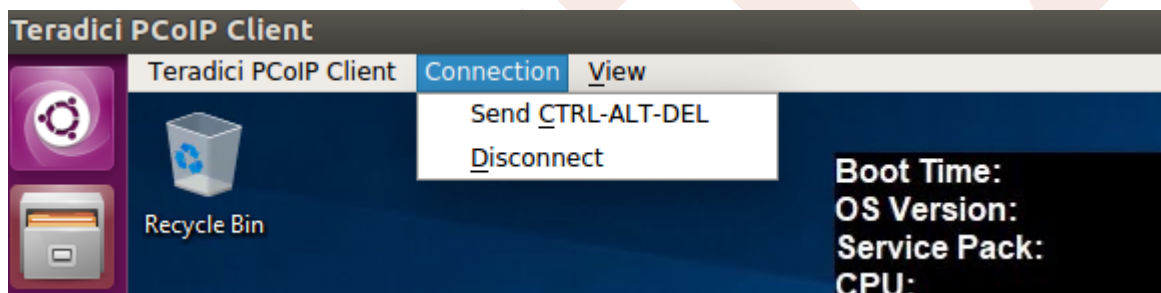 Teradici PCoIP Client
Teradici PCoIP Client Connection View
Send CTRL-ALT-DEL
Disconnect
Recycle Bin
Boot Time:
OS Version:
Service Pack:
CPU: